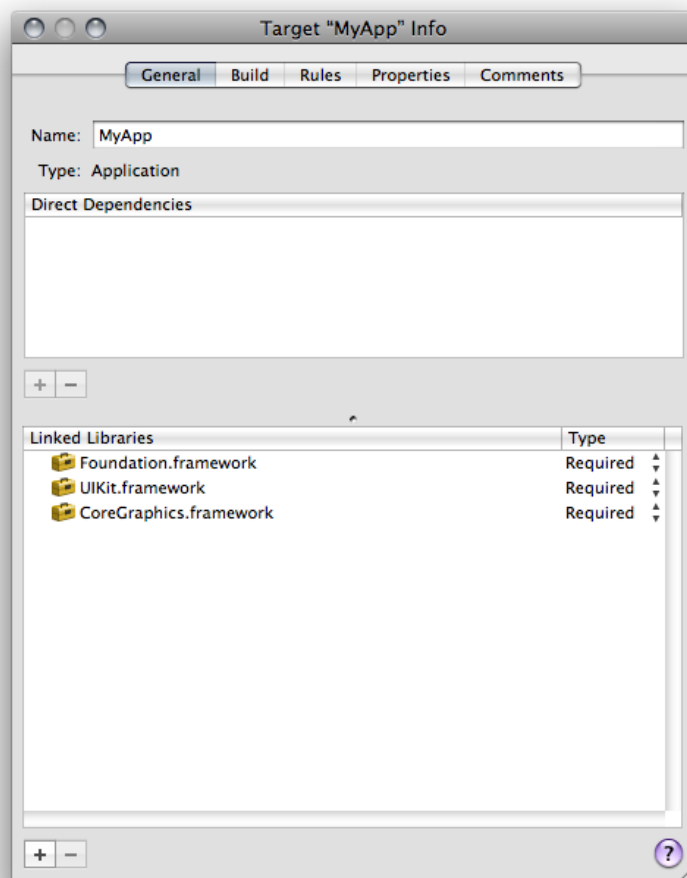 Target “MyApp” Info
General Build Rules Properties Comments
Name: MyApp
Type: Application
Direct Dependencies
+ −
Linked Libraries Type
Foundation.framework Required
UIKit.framework Required
CoreGraphics.framework Required
+ − ?